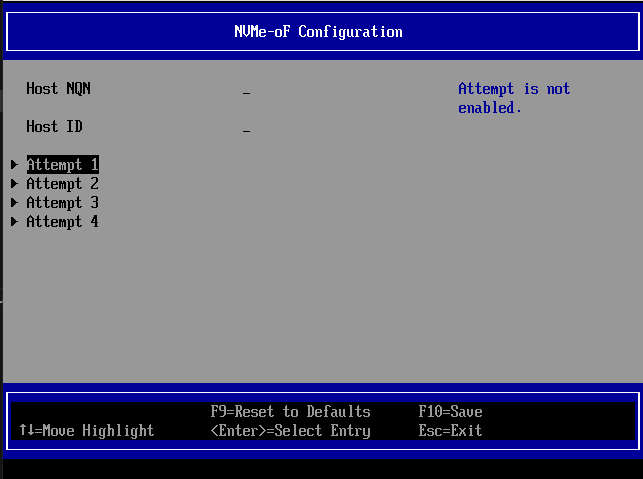 NVMe-oF Configuration
Host NQN _
Attempt is not
enabled.
Host ID _
Attempt 1
Attempt 2
Attempt 3
Attempt 4
F9=Reset to Defaults F10=Save
↑↓=Move Highlight <Enter>=Select Entry Esc=Exit